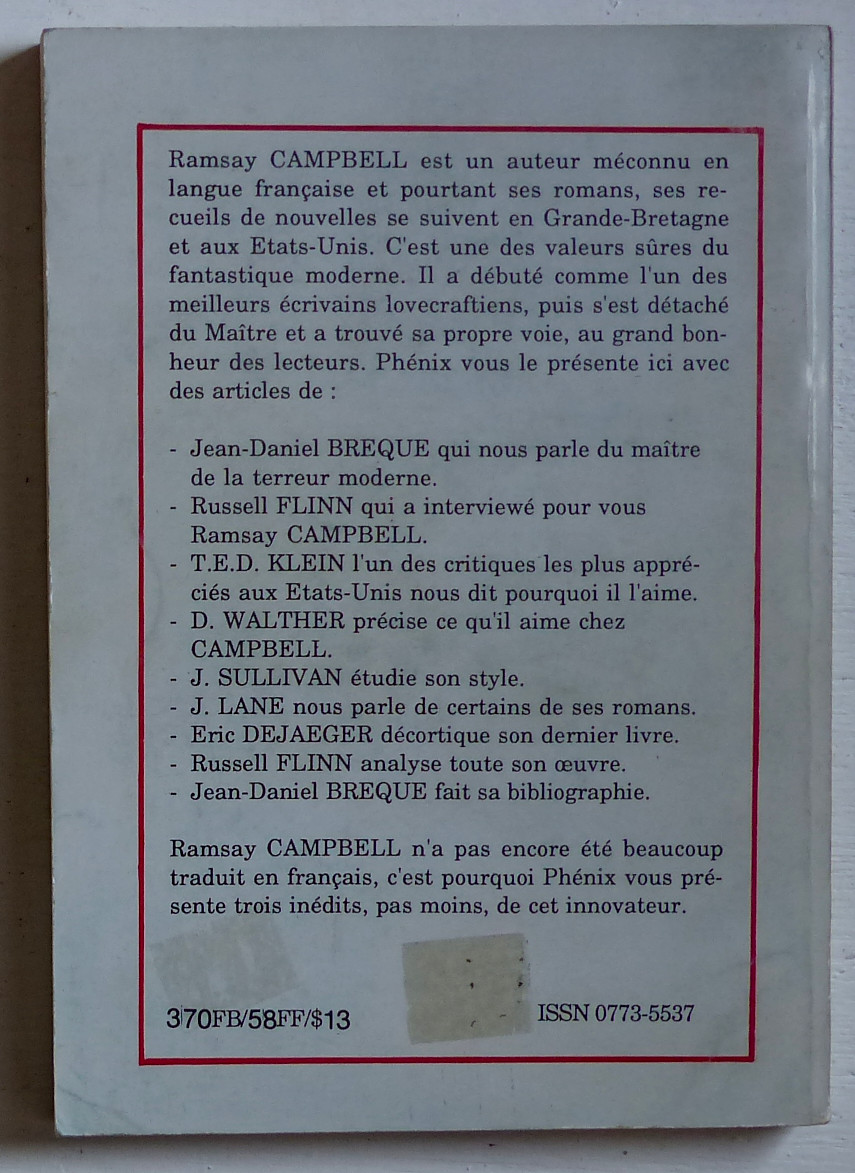 Ramsay CAMPBELL est un auteur méconnu en
langue française et pourtant ses romans, ses re-
cueils de nouvelles se suivent en Grande-Bretagne
et aux Etats-Unis. C'est une des valeurs sûres du
fantastique moderne. Il a débuté comme l'un des
meilleurs écrivains lovecraftiens, puis s'est détaché
du Maître et a trouvé sa propre voie, au grand bon-
heur des lecteurs. Phénix vous le présente ici avec
des articles de :
- Jean-Daniel BREQUE qui nous parle du maître
de la terreur moderne.
- Russell FLINN qui a interviewé pour vous
Ramsay CAMPBELL.
- T.E.D. KLEIN l'un des critiques les plus appré-
ciés aux Etats-Unis nous dit pourquoi il l'aime.
- D. WALTHER précise ce qu'il aime chez
CAMPBELL.
- J. SULLIVAN étudie son style.
- J. LANE nous parle de certains de ses romans.
- Eric DEJAEGER décortique son dernier livre.
- Russell FLINN analyse toute son œuvre.
- Jean-Daniel BREQUE fait sa bibliographie.
Ramsay CAMPBELL n'a pas encore été beaucoup
traduit en français, c'est pourquoi Phénix vous pré-
sente trois inédits, pas moins, de cet innovateur.
370FB/58FF/$13
ISSN 0773-5537